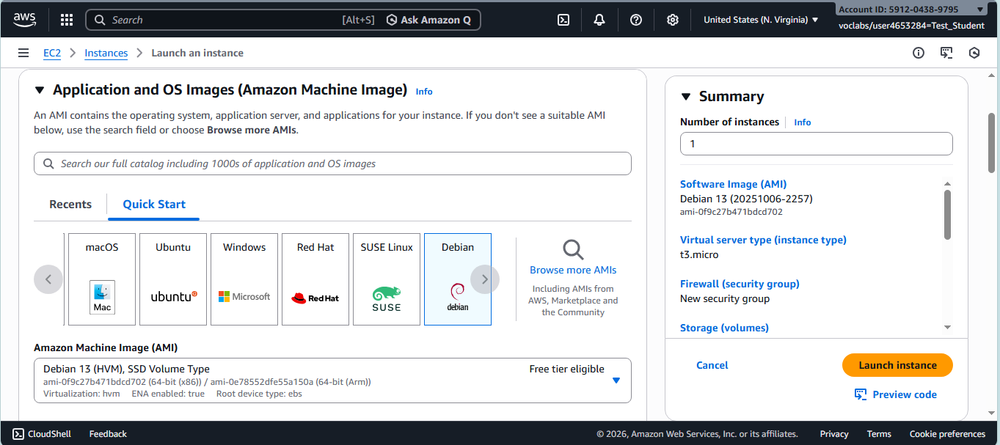 aws
Search [Alt+S] Ask Amazon Q
United States (N. Virginia)
Account ID: 5912-0438-9795
voclabs/user4653284=Test_Student
EC2 Instances Launch an instance
Application and OS Images (Amazon Machine Image) Info
An AMI contains the operating system, application server, and applications for your instance. If you don't see a suitable AMI
below, use the search field or choose Browse more AMIs.
Search our full catalog including 1000s of application and OS images
Recents
Quick Start
macOS
Mac
Ubuntu
ubuntu
Windows
Microsoft
Red Hat
Red Hat
SUSE Linux
SUSE
Debian
debian
Browse more AMIs
Including AMIs from
AWS, Marketplace and
the Community
Amazon Machine Image (AMI)
Debian 13 (HVM), SSD Volume Type
Free tier eligible
ami-0f9c27b471bdcd702 (64-bit (x86)) / ami-0e78552dfe55a150a (64-bit (Arm))
Virtualization: hvm ENA enabled: true Root device type: ebs
Summary
Number of instances Info
1
Software Image (AMI)
Debian 13 (20251006-2257)
ami-0f9c27b471bdcd702
Virtual server type (instance type)
t3.micro
Firewall (security group)
New security group
Storage (volumes)
Cancel
Launch instance
Preview code
CloudShell Feedback
© 2026, Amazon Web Services, Inc. or its affiliates. Privacy Terms Cookie preferences